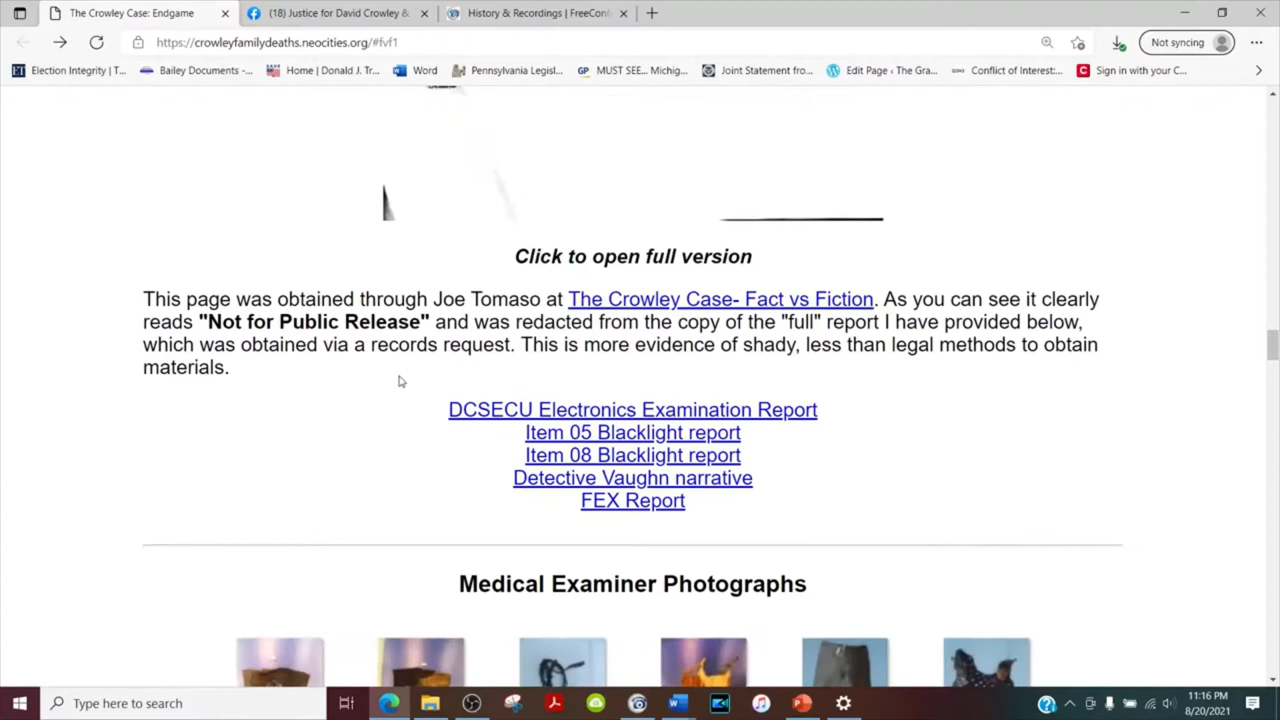 The Crowley Case: Endgame
(18) Justice for David Crowley &
History & Recordings | FreeConf
https://crowleyfamilydeaths.neocities.org/#fvf1
Not syncing
Election Integrity | T...
Bailey Documents -...
Home | Donald J. Tr...
Word
Pennsylvania Legisl...
GP
MUST SEE... Michig...
Joint Statement fro...
Edit Page ‹ The Gra...
Conflict of Interest:...
Sign in with your C...
Click to open full version
This page was obtained through Joe Tomaso at The Crowley Case- Fact vs Fiction. As you can see it clearly
reads "Not for Public Release" and was redacted from the copy of the "full" report I have provided below,
which was obtained via a records request. This is more evidence of shady, less than legal methods to obtain
materials.
DCSECU Electronics Examination Report
Item 05 Blacklight report
Item 08 Blacklight report
Detective Vaughn narrative
FEX Report
Medical Examiner Photographs
Type here to search
11:16 PM
8/20/2021